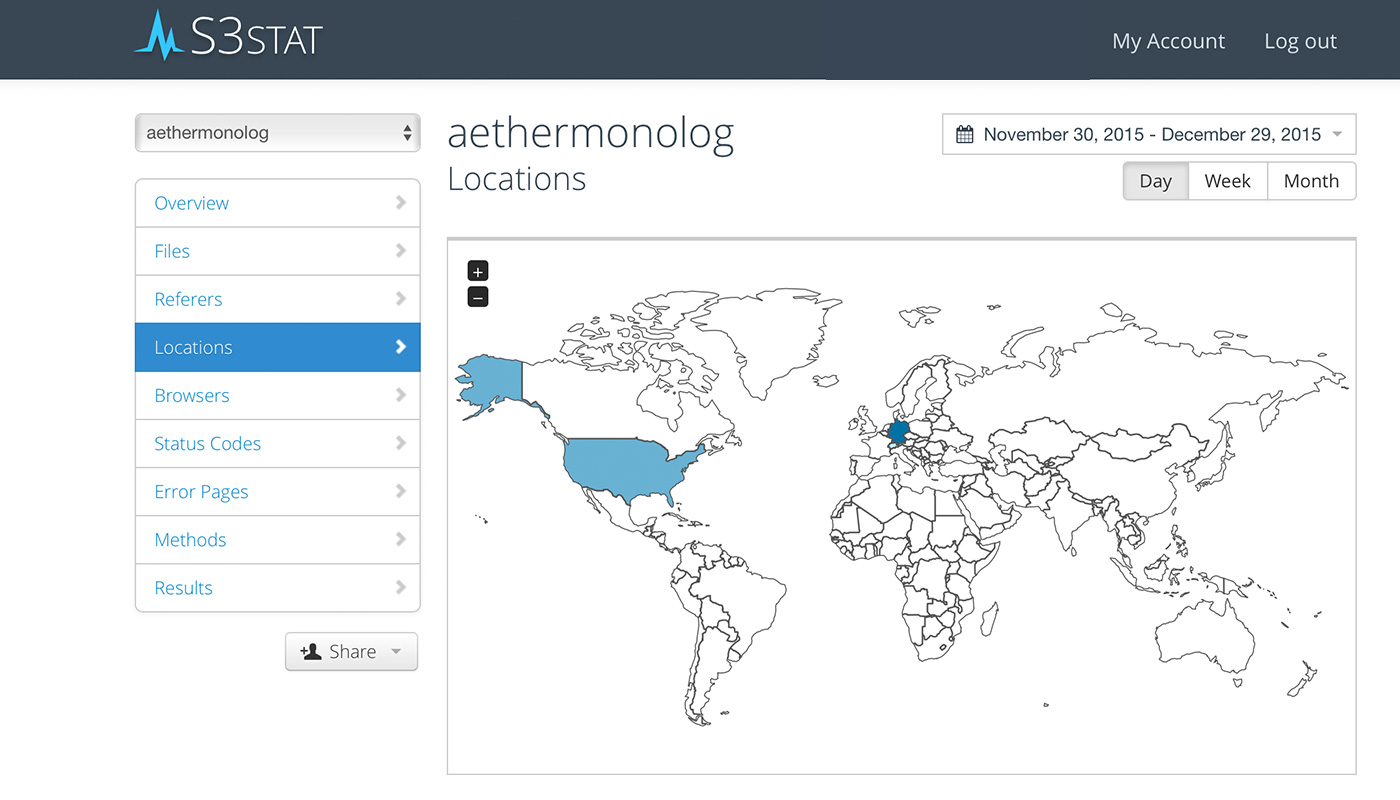 S3STAT
My Account
Log out
aethermonolog
aethermonolog
Locations
November 30, 2015 - December 29, 2015
Day
Week
Month
Overview
Files
Referers
Locations
Browsers
Status Codes
Error Pages
Methods
Results
Share
+
−